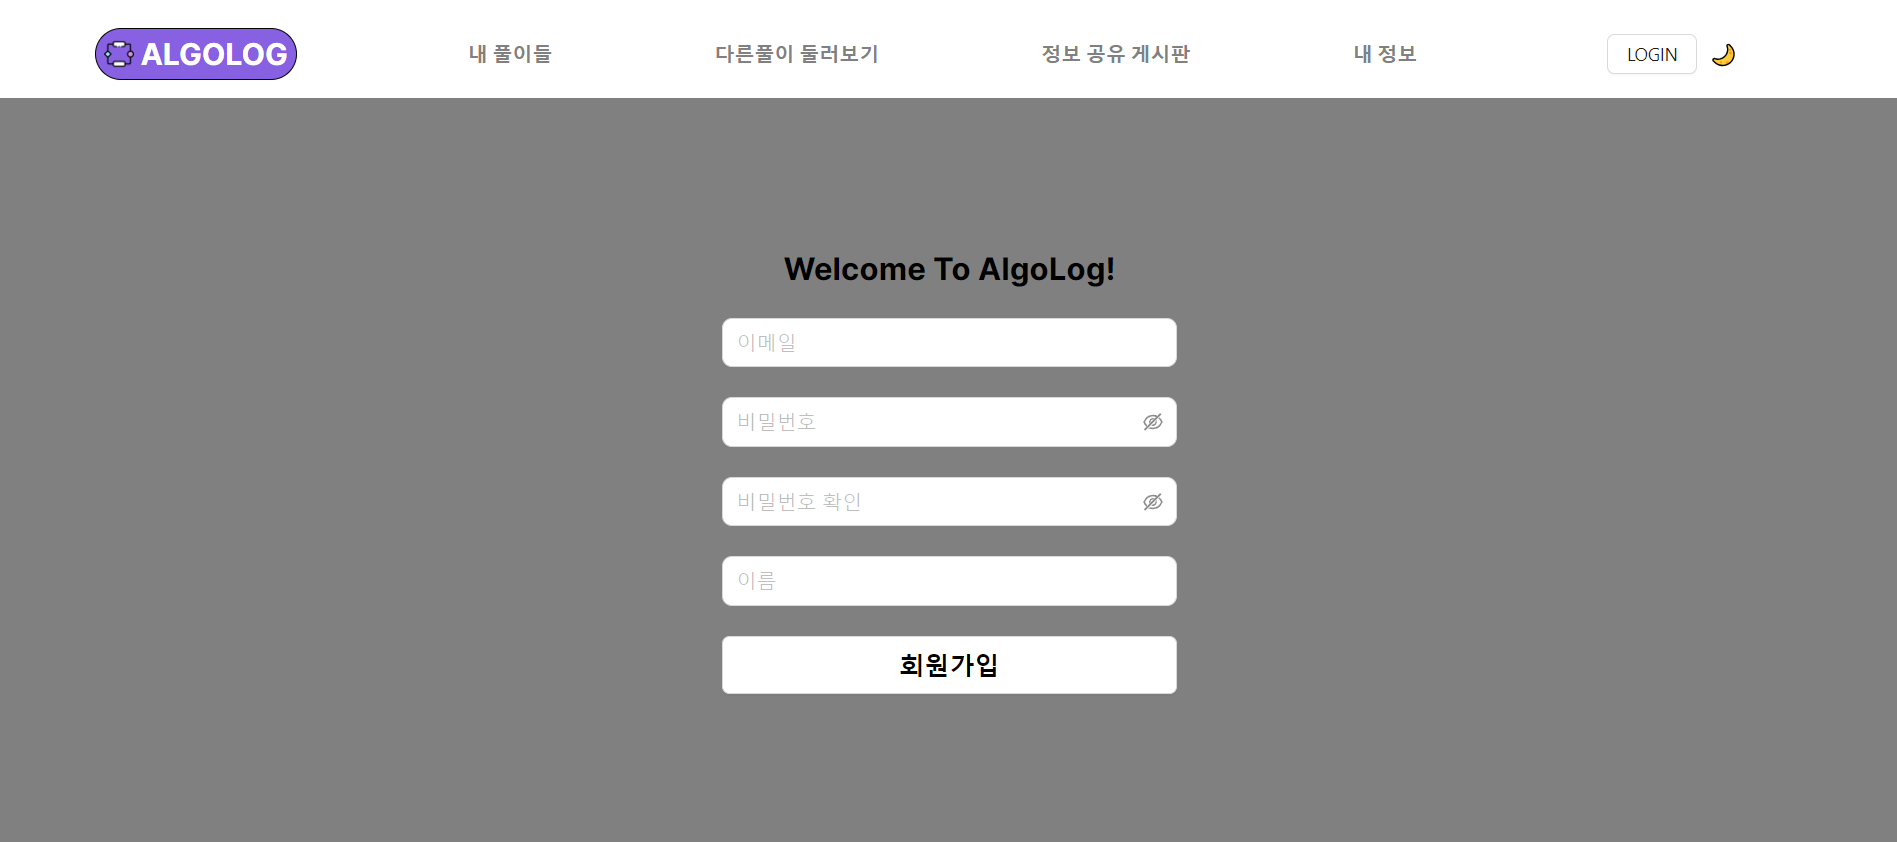 ALGOLOG
내 풀이들
다른풀이 둘러보기
정보 공유 게시판
내 정보
LOGIN
Welcome To AlgoLog!
이메일
비밀번호
비밀번호 확인
이름
회원가입